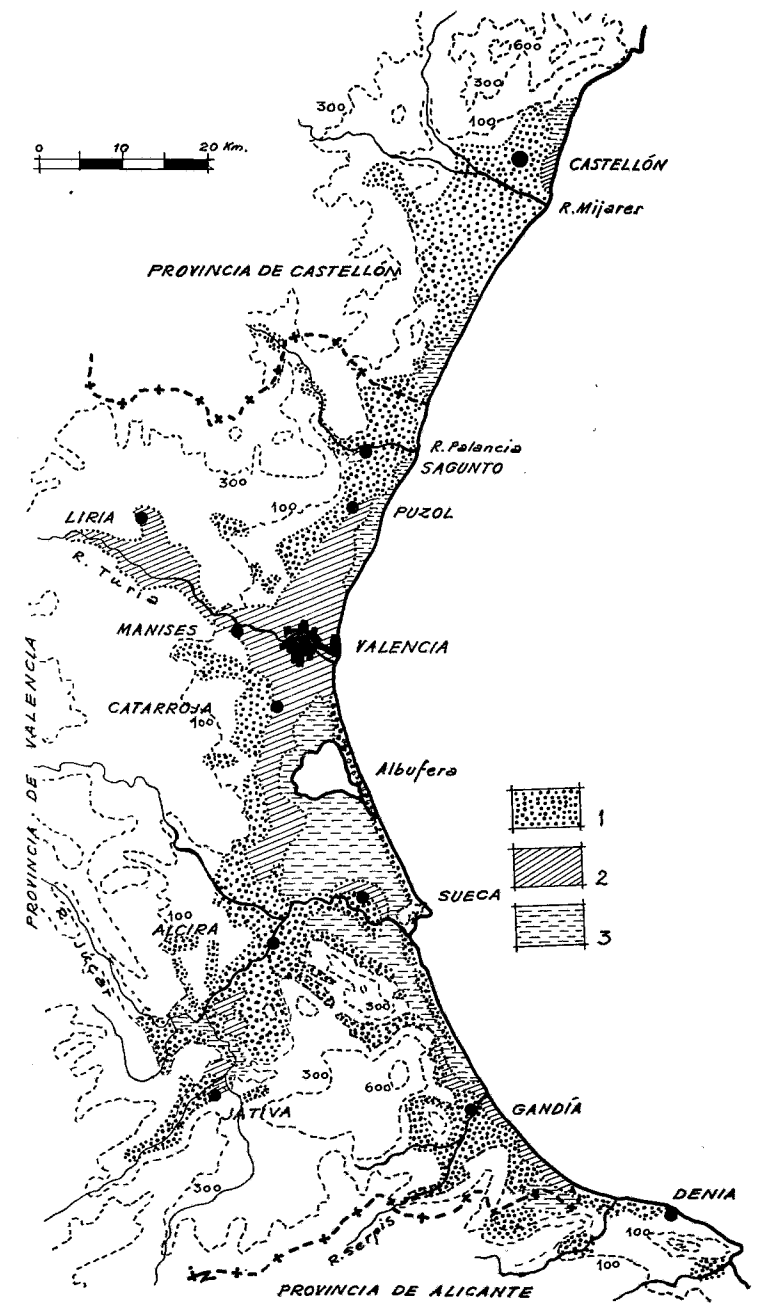 600
300
300
100
0 10 20 Km.
CASTELLÓN
R.Mijares
PROVINCIA DE CASTELLÓN
R.Palancia
SAGUNTO
300
100
LIRIA
PUZOL
R. Turia
MANISES
VALENCIA
CATARROJA
100
PROVINCIA DE VALENCIA
Albufera
1
2
3
SUECA
100
ALCIRA
R. Júcar
300
300
600
JATIVA
GANDÍA
300
DENIA
100
100
R.Serpis
PROVINCIA DE ALICANTE